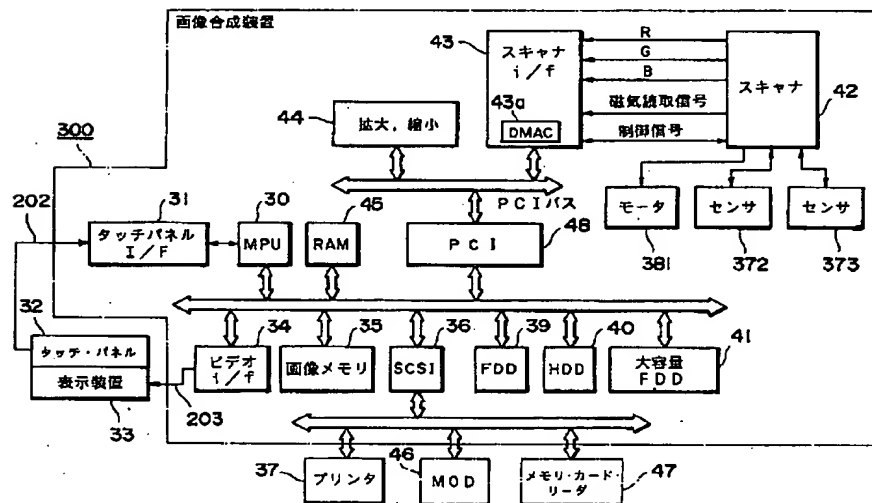 画像合成装置
43
スキャナ
i/f
R
G
B
磁気読取信号
制御信号
スキャナ
42
43a
DMAC
44
拡大,縮小
300
202
31
タッチパネル
I/F
30
MPU
45
RAM
PCIバス
PCI
48
モータ
381
センサ
372
センサ
373
32
タッチ・パネル
表示装置
33
203
34
ビデオ
i/f
35
画像メモリ
36
SCSI
39
FDD
40
HDD
大容量
FDD
41
37
プリンタ
46
MOD
メモリ・カード・
リーダ
47